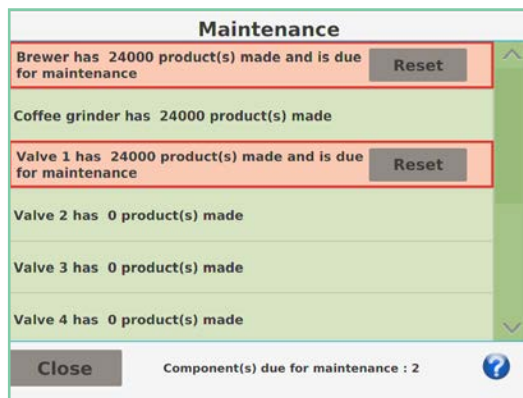 Maintenance
Brewer has 24000 product(s) made and is due
for maintenance
Reset
Coffee grinder has 24000 product(s) made
Valve 1 has 24000 product(s) made and is due
for maintenance
Reset
Valve 2 has 0 product(s) made
Valve 3 has 0 product(s) made
Valve 4 has 0 product(s) made
Close
Component(s) due for maintenance : 2
?